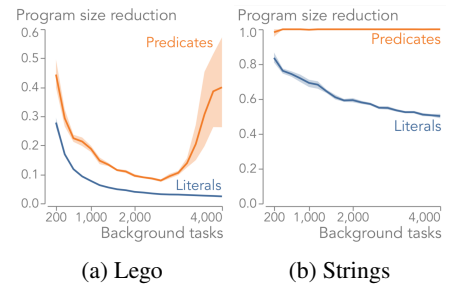 Program size reduction
0.6
0.5
0.4
0.3
0.2
0.1
0.0
Predicates
Literals
200 1,000 2,000 4,000
Background tasks
(a) Lego
Program size reduction
1.0
0.8
0.6
0.4
0.2
0.0
Predicates
Literals
200 1,000 2,000 4,000
Background tasks
(b) Strings